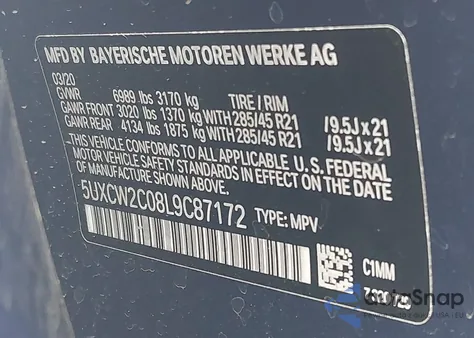 MFD BY BAYERISCHE MOTOREN WERKE AG
03/20
GVWR 6989 lbs 3170 kg TIRE / RIM
GAWR FRONT 3020 lbs 1370 kg WITH 285/45 R21 /9.5J x 21
GAWR REAR 4134 lbs 1875 kg WITH 285/45 R21 /9.5J x 21
THIS VEHICLE CONFORMS TO ALL APPLICABLE U.S. FEDERAL
MOTOR VEHICLE SAFETY STANDARDS IN EFFECT ON THE
DATE OF MANUFACTURE SHOWN ABOVE.
5UXCW2C08L9C87172 TYPE: MPV
C1MM
AutoSnap